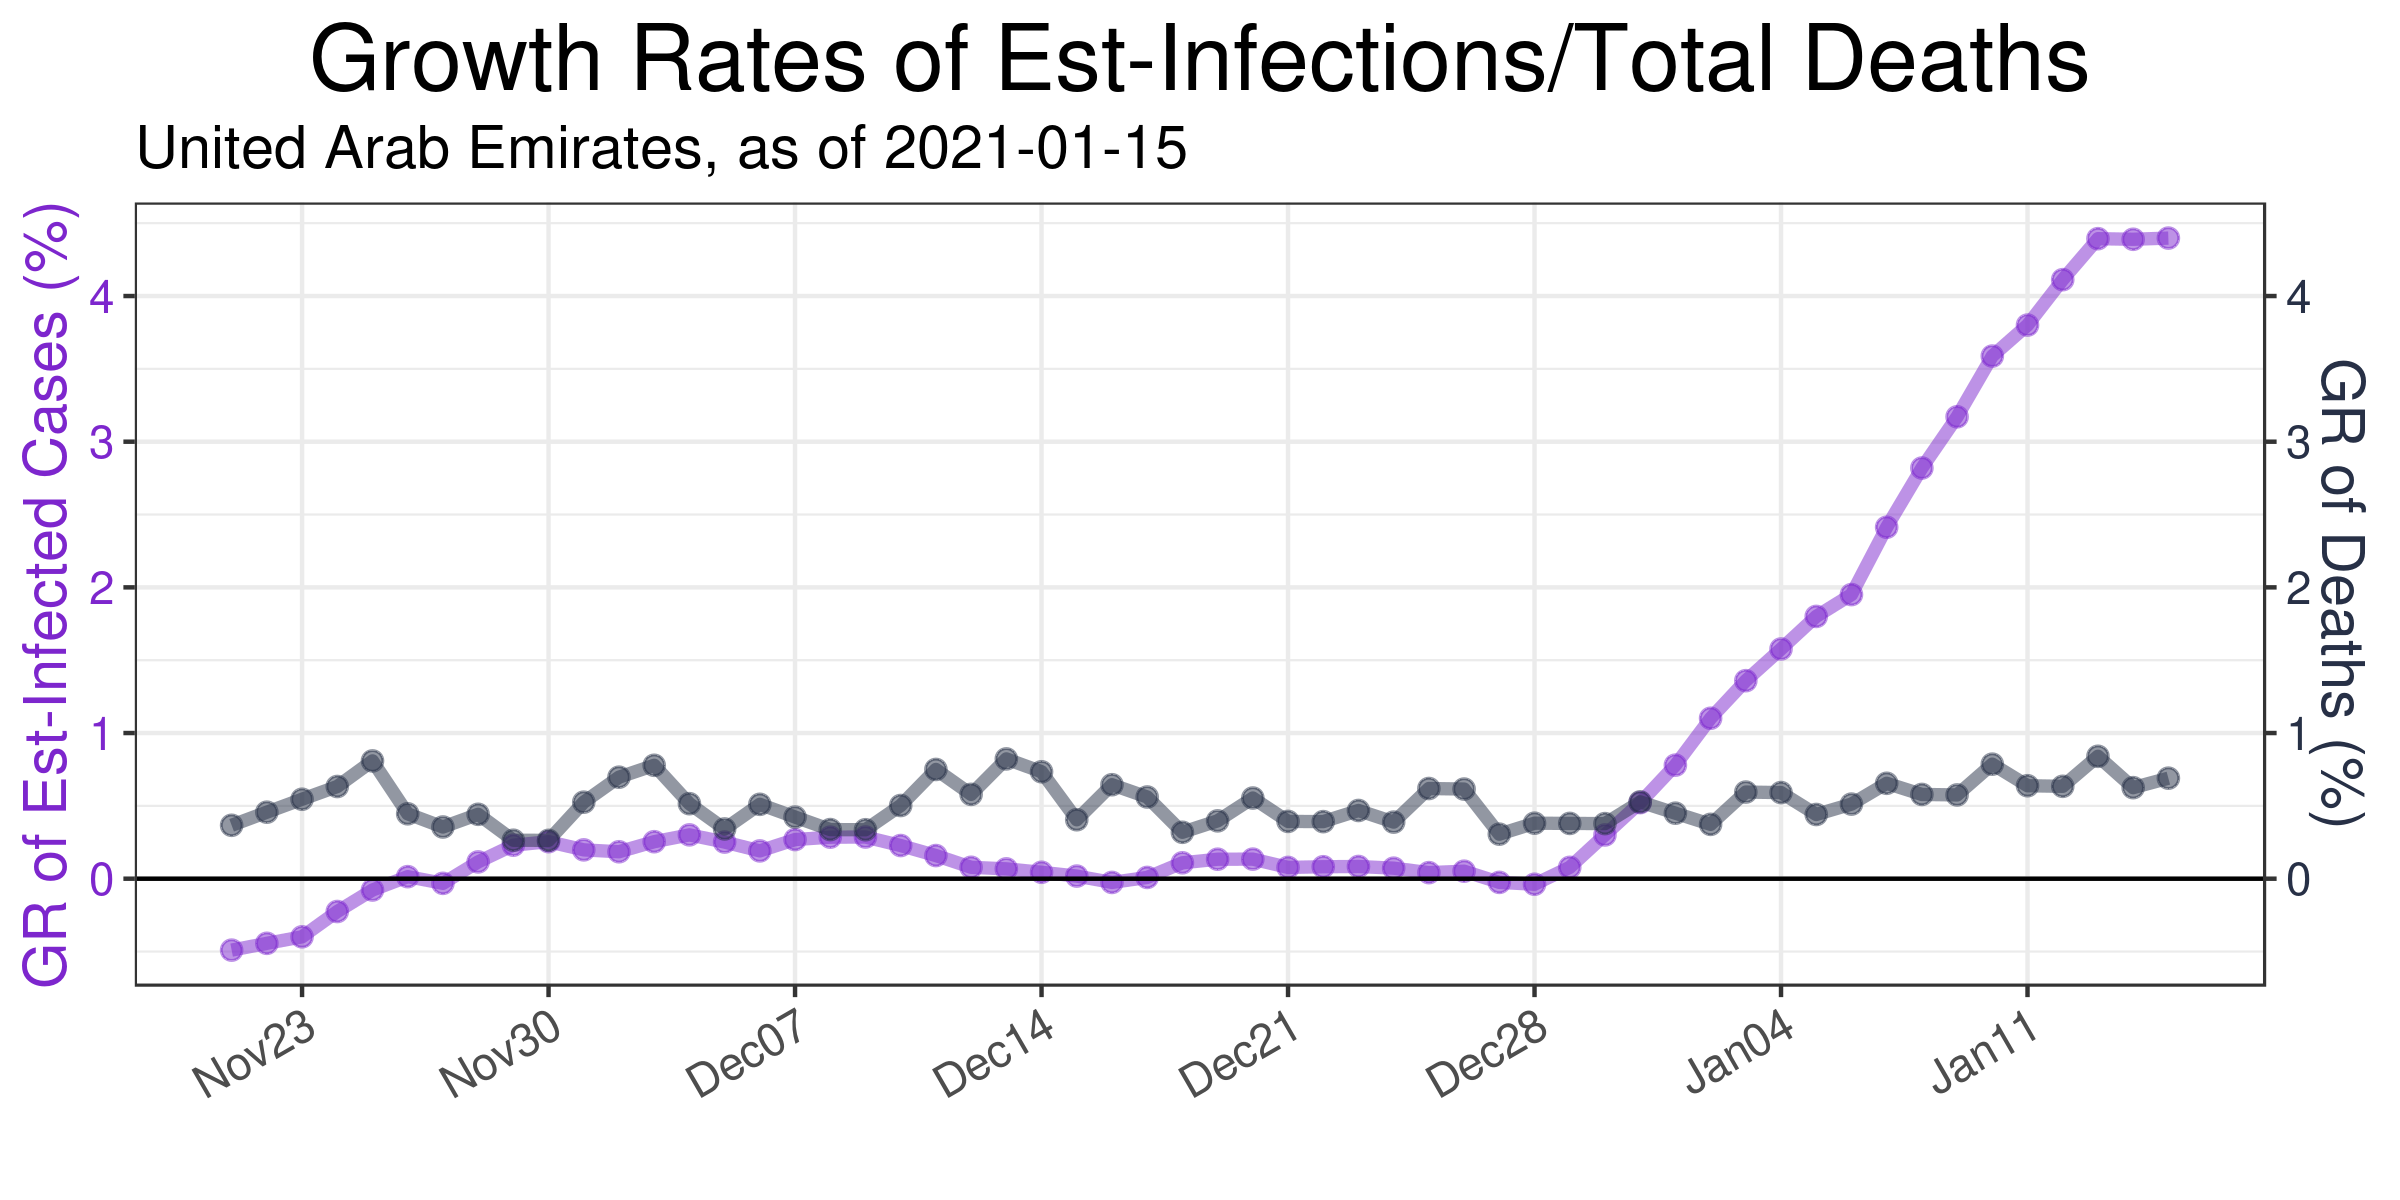 Growth Rates of Est-Infections/Total Deaths
United Arab Emirates, as of 2021-01-15
GR of Est-Infected Cases (%)
4
3
2
1
0
4
3
2
1
0
GR of Deaths (%)
Nov23
Nov30
Dec07
Dec14
Dec21
Dec28
Jan04
Jan11